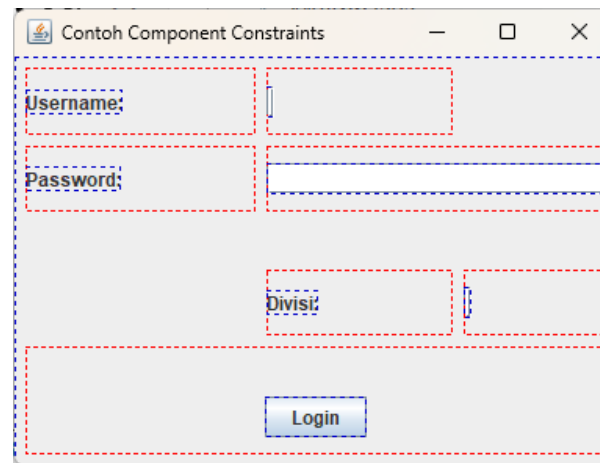 Contoh Component Constraints
Username:
Password:
Divisi:
Login